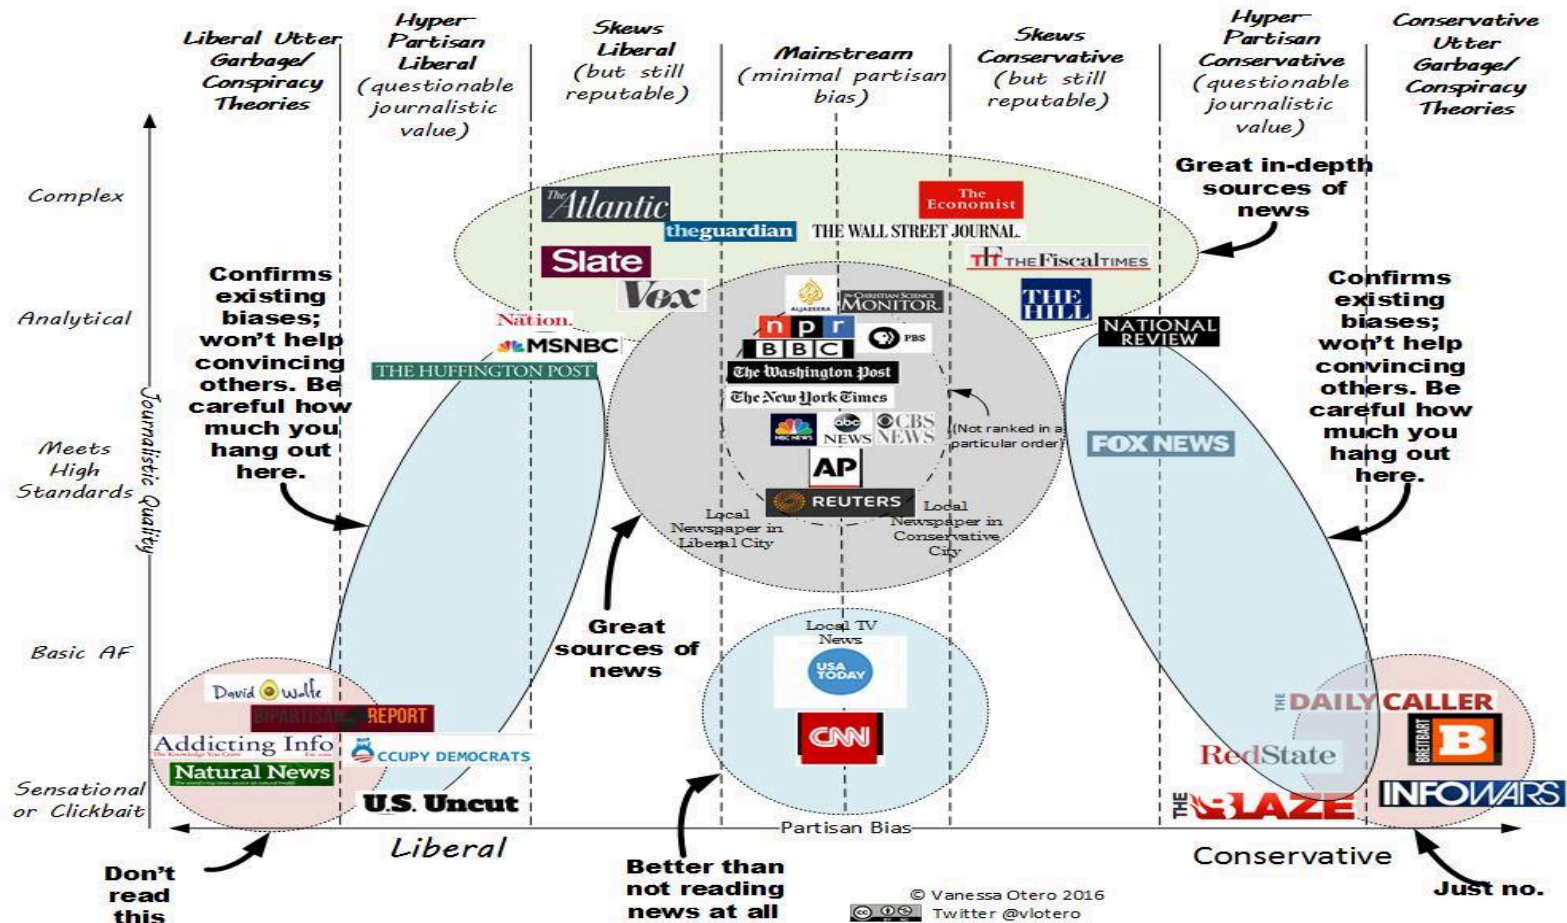 Liberal Utter
Garbage/
Conspiracy
Theories
Hyper-
Partisan
Liberal
(questionable
journalistic
value)
Skews
Liberal
(but still
reputable)
Mainstream
(minimal partisan
bias)
Skews
Conservative
(but still
reputable)
Hyper-
Partisan
Conservative
(questionable
journalistic
value)
Conservative
Utter
Garbage/
Conspiracy
Theories
Complex
Analytical
Meets
High
Standards
Basic AF
Sensational
or Clickbait
Journalistic Quality
The Atlantic
theguardian
The
Economist
THE WALL STREET JOURNAL.
Slate
Vox
TFT THE FISCAL TIMES
THE
HILL
Great in-depth
sources of
news
Confirms
existing
biases;
won't help
convincing
others. Be
careful how
much you
hang out
here.
The Nation.
MSNBC
THE HUFFINGTON POST
ALJAZEERA
The CHRISTIAN SCIENCE
MONITOR
npr
PBS
BBC
The Washington Post
The New York Times
NBC NEWS
abc
NEWS
CBS
NEWS
(Not ranked in a
particular order)
AP
REUTERS
Local
Newspaper in
Liberal City
Local
Newspaper in
Conservative
City
NATIONAL
REVIEW
FOX NEWS
Confirms
existing
biases;
won't help
convincing
others. Be
careful how
much you
hang out
here.
Great
sources of
news
Local TV
News
USA
TODAY
CNN
David Wolfe
BIPARTISAN REPORT
Addicting Info
Natural News
CCUPY DEMOCRATS
U.S. Uncut
THE DAILY CALLER
BREITBART
B
RedState
THE BLAZE
INFOWARS
Partisan Bias
Liberal
Conservative
Don't
read
this
Better than
not reading
news at all
Just no.
© Vanessa Otero 2016
Twitter @vlotero